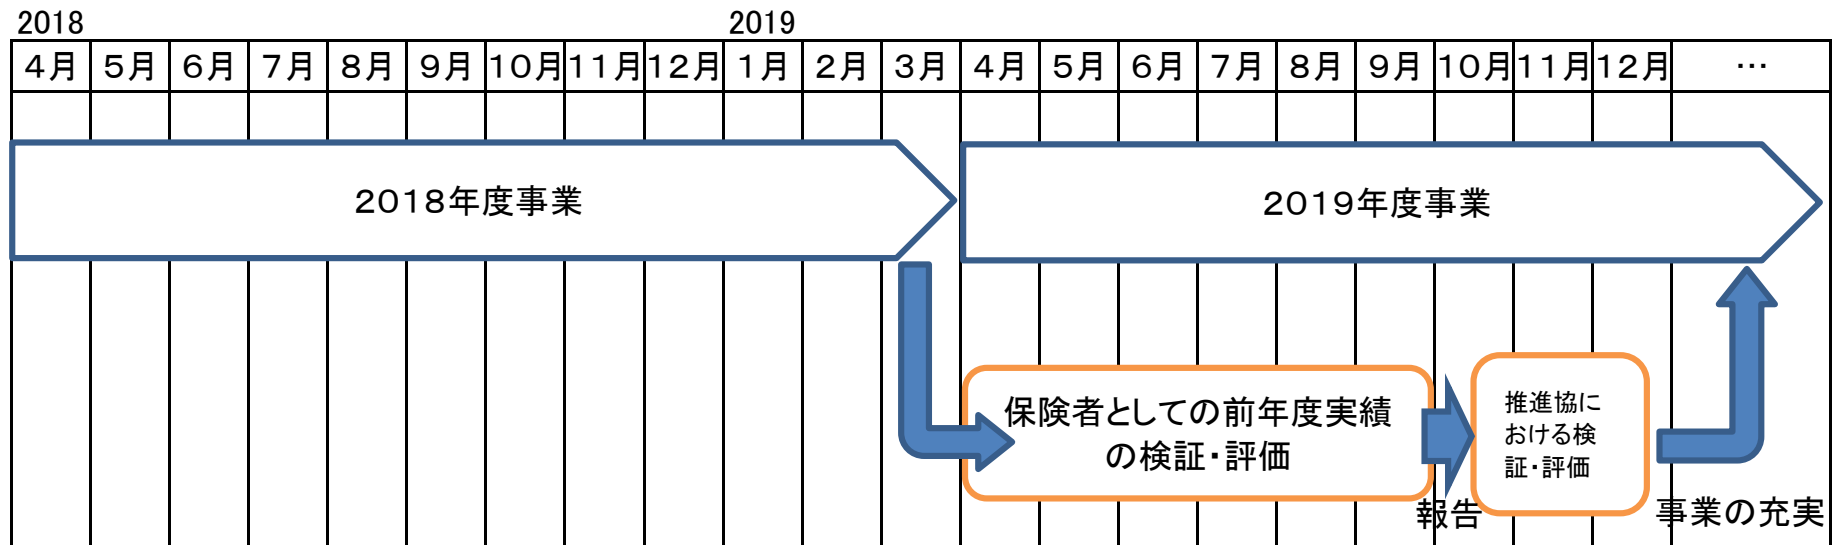 2018 2019
4月 5月 6月 7月 8月 9月 10月 11月 12月 1月 2月 3月 4月 5月 6月 7月 8月 9月 10月 11月 12月 …
2018年度事業 2019年度事業
保険者としての前年度実績
の検証・評価
推進協に
おける検
証・評価
報告 事業の充実